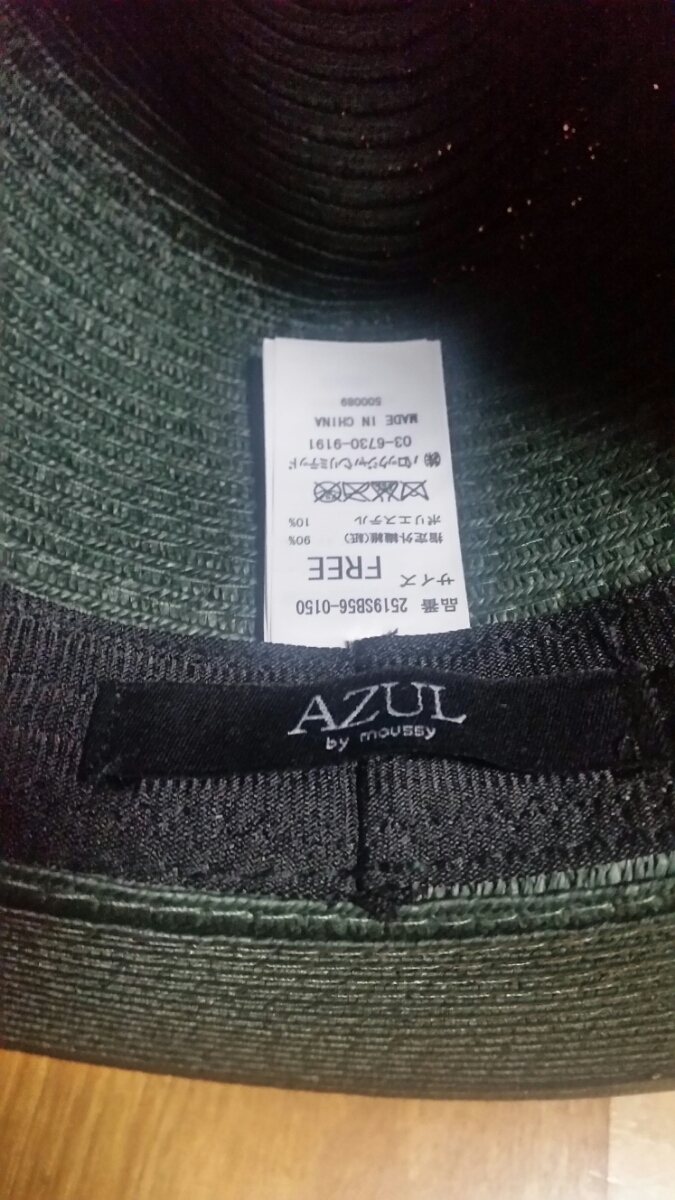 品番 2519SB56-0150
サイズ
FREE
指定外繊維(紙) 90%
ポリエステル 10%
㈱バロックジャパンリミテッド
03-6730-9191
MADE IN CHINA
500089
AZUL
by moussy